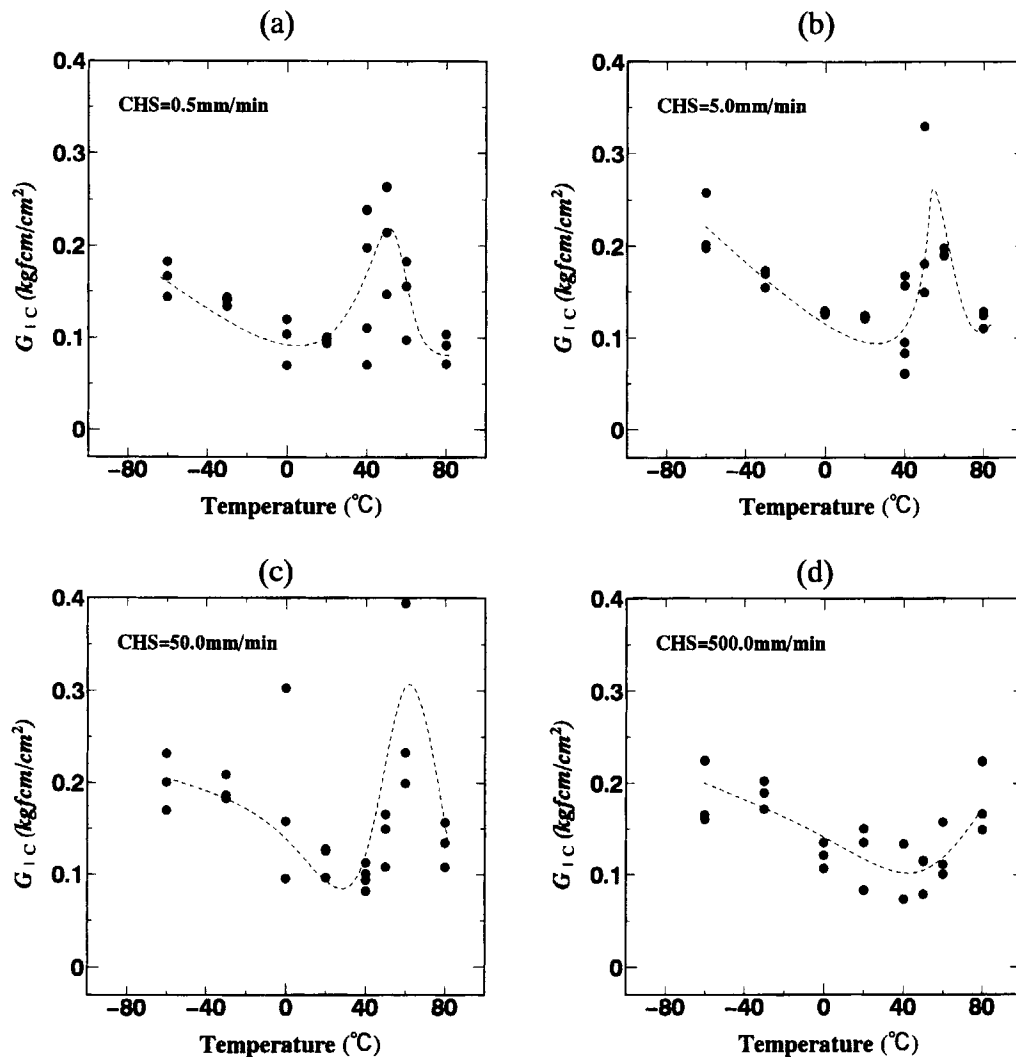 (a)
0.4
CHS=0.5mm/min
0.3
0.2
0.1
0
G I C (kgfcm/cm²)
−80 −40 0 40 80
Temperature (℃)
(b)
0.4
CHS=5.0mm/min
0.3
0.2
0.1
0
G I C (kgfcm/cm²)
−80 −40 0 40 80
Temperature (℃)
(c)
0.4
CHS=50.0mm/min
0.3
0.2
0.1
0
G I C (kgfcm/cm²)
−80 −40 0 40 80
Temperature (℃)
(d)
0.4
CHS=500.0mm/min
0.3
0.2
0.1
0
G I C (kgfcm/cm²)
−80 −40 0 40 80
Temperature (℃)